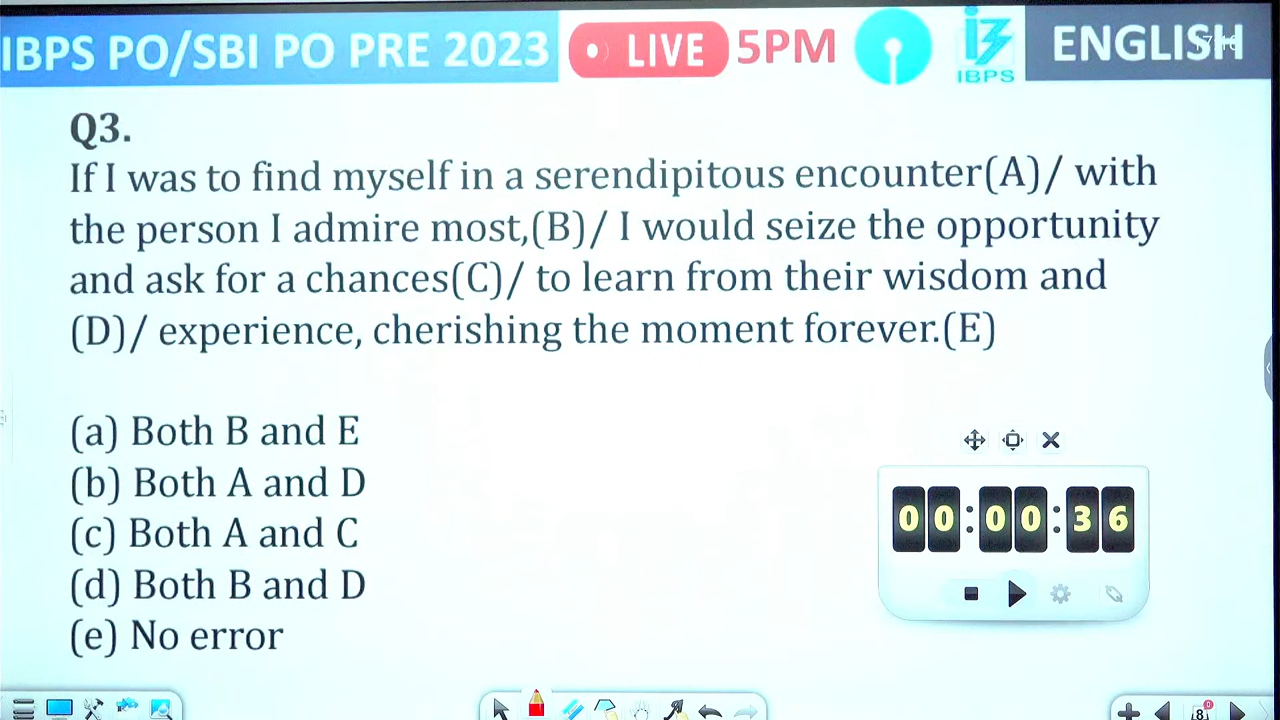 IBPS PO/SBI PO PRE 2023 LIVE 5PM IBPS ENGLISH
Q3.
If I was to find myself in a serendipitous encounter(A)/ with
the person I admire most,(B)/ I would seize the opportunity
and ask for a chances(C)/ to learn from their wisdom and
(D)/ experience, cherishing the moment forever.(E)
(a) Both B and E
(b) Both A and D
(c) Both A and C
(d) Both B and D
(e) No error
00:00:36
8
0